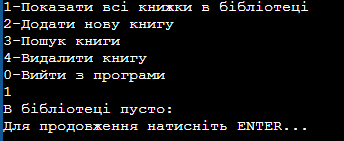 1-Показати всі книжки в бібліотеці
2-Додати нову книгу
3-Пошук книги
4-Видалити книгу
0-Вийти з програми
1
В бібліотеці пусто:
Для продовження натисніть ENTER...